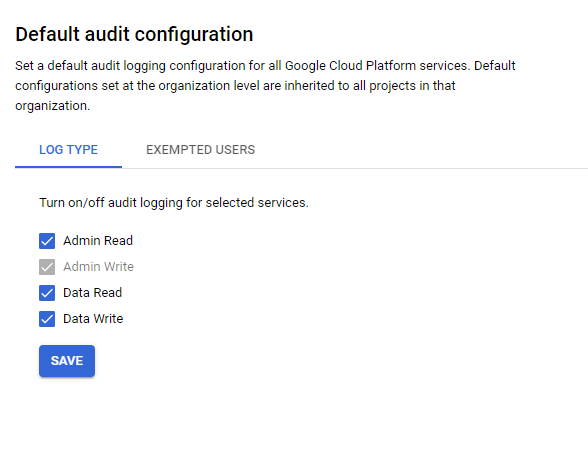 Default audit configuration
Set a default audit logging configuration for all Google Cloud Platform services. Default
configurations set at the organization level are inherited to all projects in that
organization.
LOG TYPE EXEMPTED USERS
Turn on/off audit logging for selected services.
Admin Read
Admin Write
Data Read
Data Write
SAVE